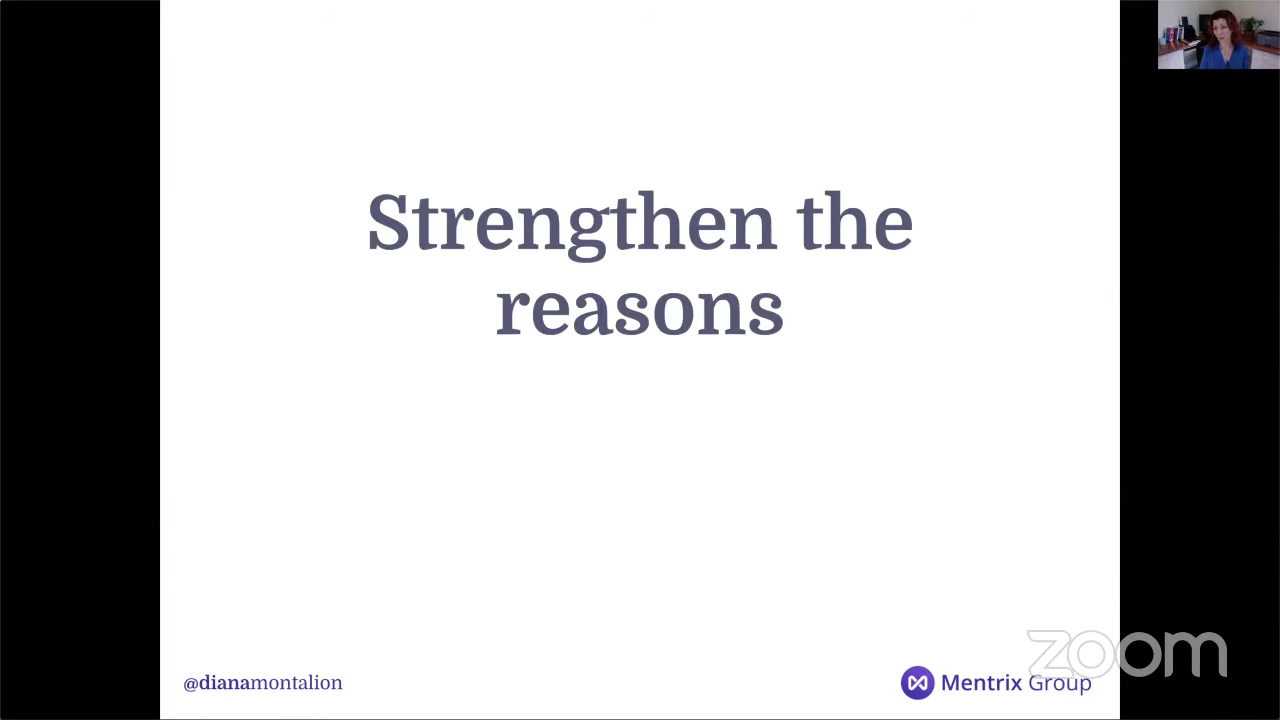 Strengthen the
reasons
@dianamontalion
Mentrix Group
zoom